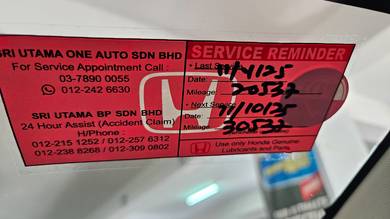 SRI UTAMA ONE AUTO SDN BHD
For Service Appointment Call :
03-7890 0055
012-242 6630
SRI UTAMA BP SDN BHD
24 Hour Assist (Accident Claim)
H/Phone :
012-215 1252 / 012-257 6312
012-238 8268 / 012-309 0802
SERVICE REMINDER
• Last Service
Date: 11/4/25
Mileage: 20532
• Next Service
Date: 11/10/25
Mileage: 30532
Use only Honda Genuine
Lubricants and Parts.